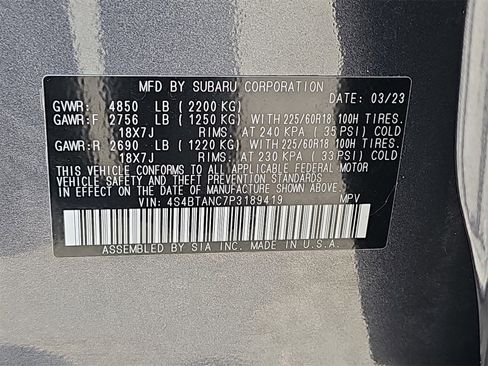 MFD BY SUBARU CORPORATION
GVWR: 4850 LB (2200 KG) DATE: 03/23
GAWR:F 2756 LB (1250 KG) WITH 225/60R18 100H TIRES.
18X7J RIMS. AT 240 KPA (35 PSI) COLD
GAWR:R 2690 LB (1220 KG) WITH 225/60R18 100H TIRES.
18X7J RIMS. AT 230 KPA (33 PSI) COLD
THIS VEHICLE CONFORMS TO ALL APPLICABLE FEDERAL MOTOR
VEHICLE SAFETY AND THEFT PREVENTION STANDARDS
IN EFFECT ON THE DATE OF MANUFACTURE SHOWN ABOVE.
VIN: 4S4BTANC7P3189419 MPV
ASSEMBLED BY SIA INC. MADE IN U.S.A.